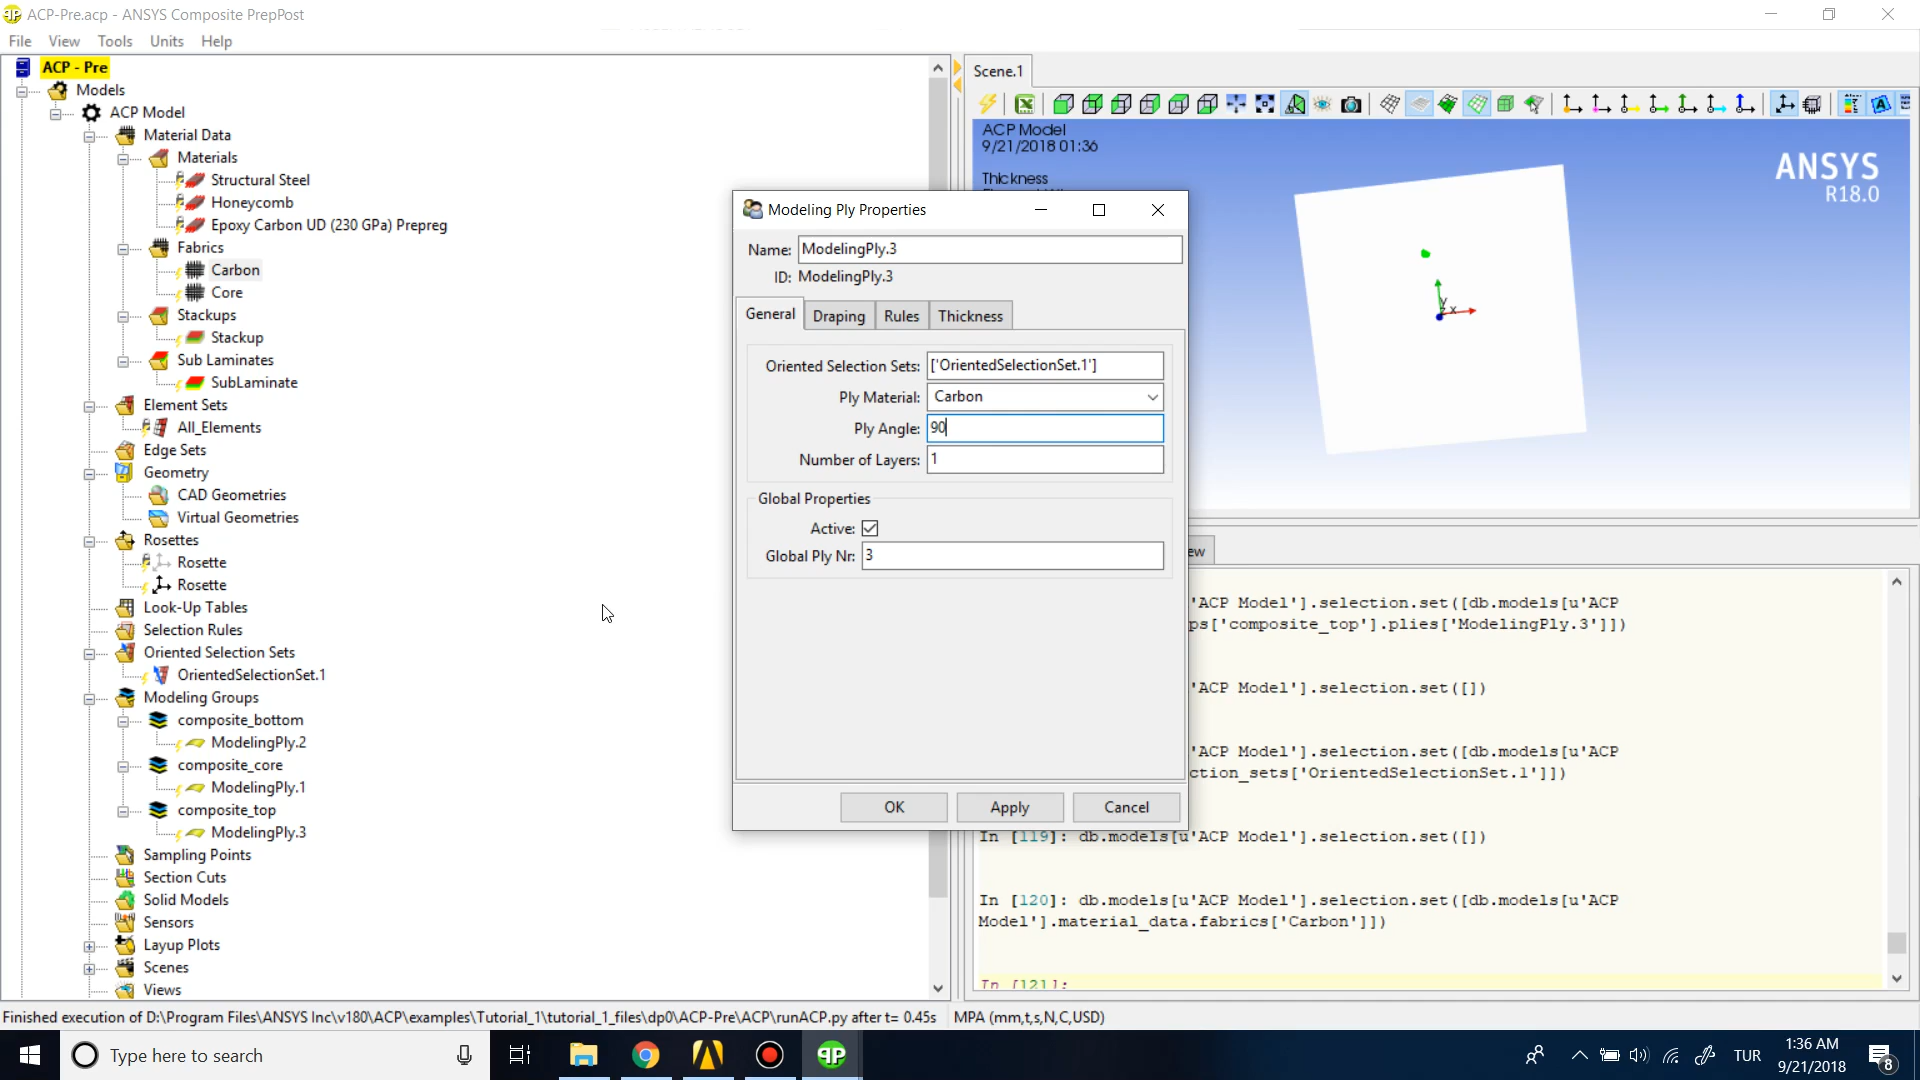 ACP-Pre.acp - ANSYS Composite PrepPost
File View Tools Units Help
ACP - Pre
Models
ACP Model
Material Data
Materials
Structural Steel
Honeycomb
Epoxy Carbon UD (230 GPa) Prepreg
Fabrics
Carbon
Core
Stackups
Stackup
Sub Laminates
SubLaminate
Element Sets
All_Elements
Edge Sets
Geometry
CAD Geometries
Virtual Geometries
Rosettes
Rosette
Rosette
Look-Up Tables
Selection Rules
Oriented Selection Sets
OrientedSelectionSet.1
Modeling Groups
composite_bottom
ModelingPly.2
composite_core
ModelingPly.1
composite_top
ModelingPly.3
Sampling Points
Section Cuts
Solid Models
Sensors
Layup Plots
Scenes
Views
Scene.1
ACP Model
9/21/2018 01:36
Thickness
ANSYS
R18.0
y
x
Modeling Ply Properties
Name: ModelingPly.3
ID: ModelingPly.3
General Draping Rules Thickness
Oriented Selection Sets: ['OrientedSelectionSet.1']
Ply Material: Carbon
Ply Angle: 90
Number of Layers: 1
Global Properties
Active:
Global Ply Nr: 3
OK Apply Cancel
ew
'ACP Model'].selection.set([db.models[u'ACP
ps['composite_top'].plies['ModelingPly.3']])
'ACP Model'].selection.set([])
'ACP Model'].selection.set([db.models[u'ACP
ction_sets['OrientedSelectionSet.1']])
In [119]: db.models[u'ACP Model'].selection.set([])
In [120]: db.models[u'ACP Model'].selection.set([db.models[u'ACP
Model'].material_data.fabrics['Carbon']])
In [121]:
Finished execution of D:\Program Files\ANSYS Inc\v180\ACP\examples\Tutorial_1\tutorial_1_files\dp0\ACP-Pre\ACP\runACP.py after t= 0.45s MPA (mm,t,s,N,C,USD)
Type here to search
TUR
1:36 AM
9/21/2018
8